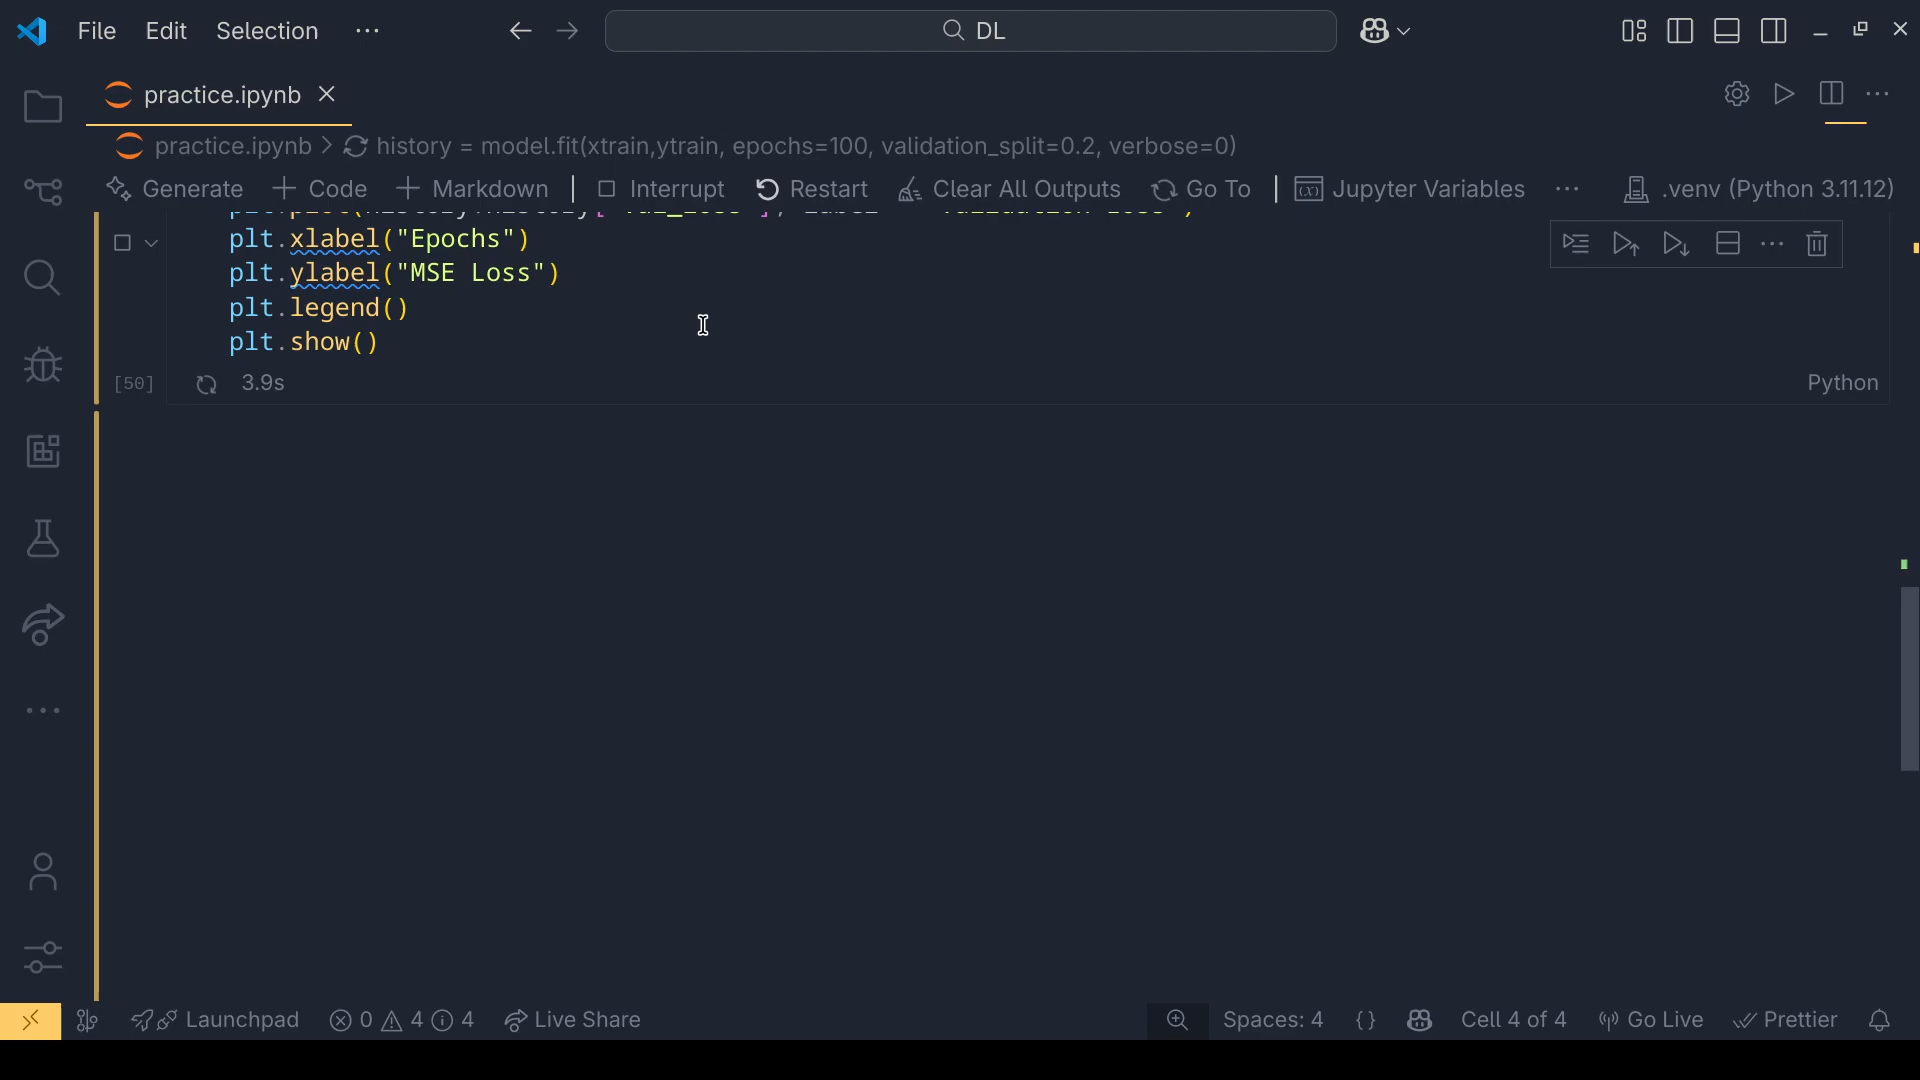 File Edit Selection ··· DL
practice.ipynb
practice.ipynb > history = model.fit(xtrain,ytrain, epochs=100, validation_split=0.2, verbose=0)
Generate + Code + Markdown | Interrupt Restart Clear All Outputs Go To | Jupyter Variables ··· .venv (Python 3.11.12)
plt.xlabel("Epochs")
plt.ylabel("MSE Loss")
plt.legend()
plt.show()
[50] 3.9s Python
Launchpad 0 4 4 Live Share Spaces: 4 {} Cell 4 of 4 Go Live Prettier